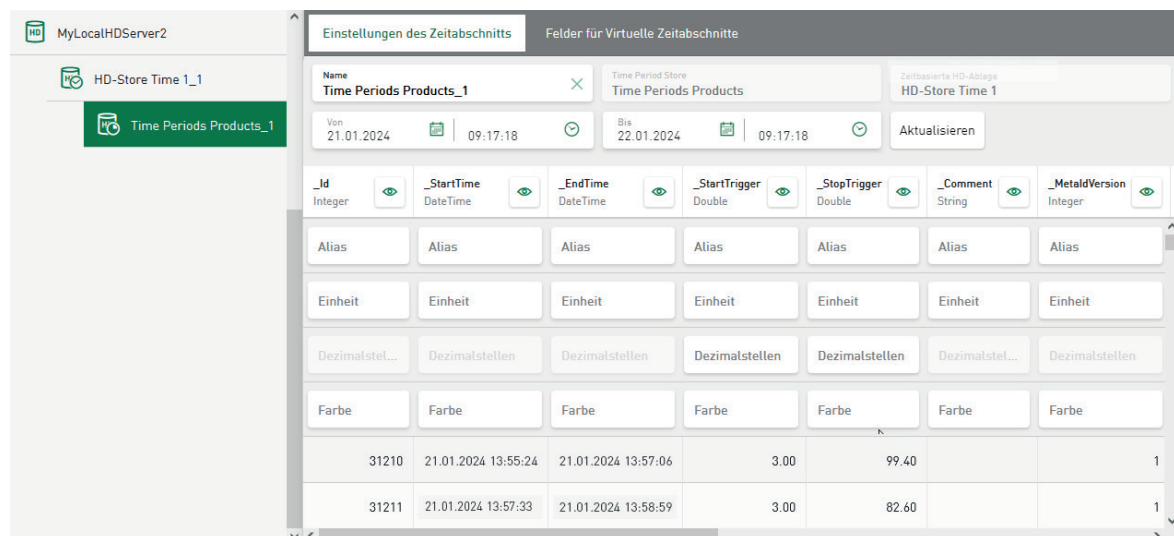 MyLocalHDServer2
HD-Store Time 1_1
Time Periods Products_1
Einstellungen des Zeitabschnitts Felder für Virtuelle Zeitabschnitte
Name Time Period Store Zeitbasierte HD-Ablage
Time Periods Products_1 Time Periods Products HD-Store Time 1
Von Bis
21.01.2024 09:17:18 22.01.2024 09:17:18 Aktualisieren
_Id _StartTime _EndTime _StartTrigger _StopTrigger _Comment _MetaIdVersion
Integer DateTime DateTime Double Double String Integer
Alias Alias Alias Alias Alias Alias Alias
Einheit Einheit Einheit Einheit Einheit Einheit Einheit
Dezimalstel... Dezimalstellen Dezimalstellen Dezimalstellen Dezimalstellen Dezimalstel... Dezimalstellen
Farbe Farbe Farbe Farbe Farbe Farbe Farbe
31210 21.01.2024 13:55:24 21.01.2024 13:57:06 3.00 99.40 1
31211 21.01.2024 13:57:33 21.01.2024 13:58:59 3.00 82.60 1